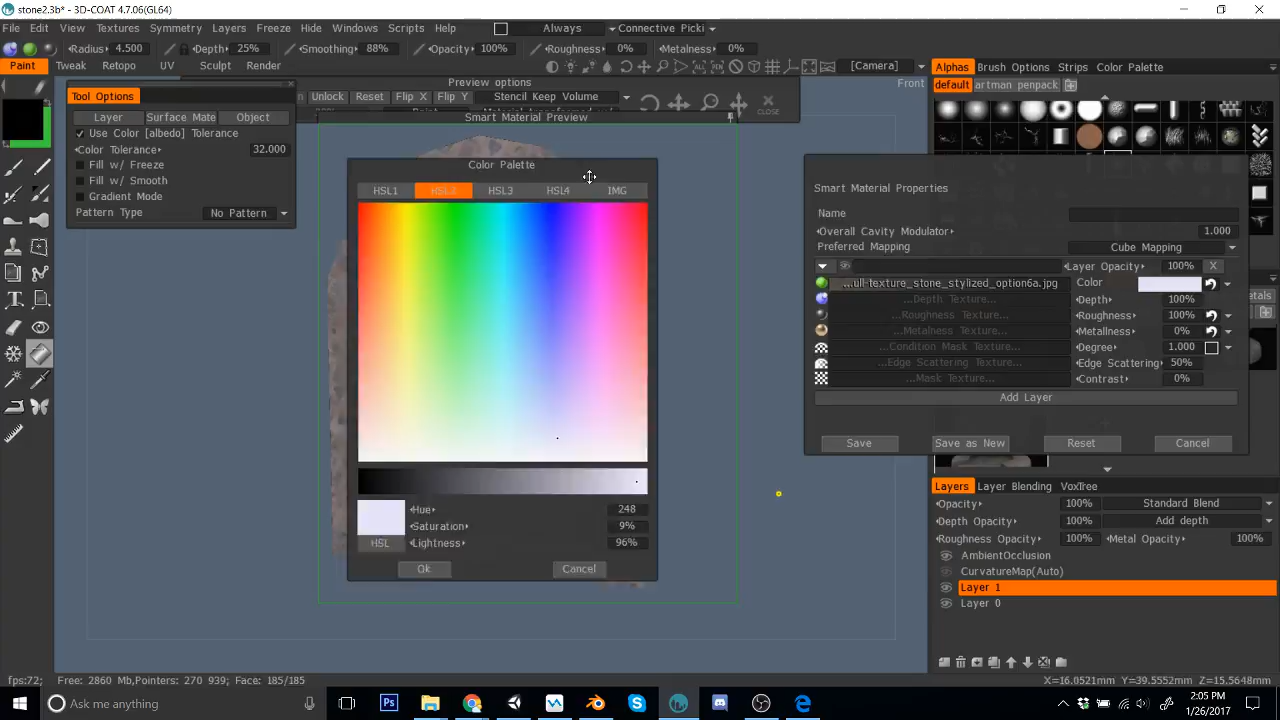 stone2.3b* - 3D-COAT 4.7.06(GL64)
File Edit View Textures Symmetry Layers Freeze Hide Windows Scripts Help Always Connective Picki
Radius 4.500 Depth 25% Smoothing 88% Opacity 100% Roughness 0% Metalness 0%
Paint Tweak Retopo UV Sculpt Render [Camera]
Alphas Brush Options Strips Color Palette
default artman penpack
Front
Preview options
Unlock Reset Flip X Flip Y Stencil Keep Volume CLOSE
Smart Material Preview
Tool Options
Layer Surface Mate Object
Use Color [albedo] Tolerance
Color Tolerance 32.000
Fill w/ Freeze
Fill w/ Smooth
Gradient Mode
Pattern Type No Pattern
Color Palette
HSL1 HSL2 HSL3 HSL4 IMG
Hue 248
Saturation 9%
HSL Lightness 96%
Ok Cancel
Smart Material Properties
Name
Overall Cavity Modulator 1.000
Preferred Mapping Cube Mapping
Layer Opacity 100% X
...ull texture_stone_stylized_option6a.jpg Color
...Depth Texture... Depth 100%
...Roughness Texture... Roughness 100%
...Metalness Texture... Metallness 0%
...Condition Mask Texture... Degree 1.000
...Edge Scattering Texture... Edge Scattering 50%
...Mask Texture... Contrast 0%
Add Layer
Save Save as New Reset Cancel
etals
Layers Layer Blending VoxTree
Opacity 100% Standard Blend
Depth Opacity 100% Add depth
Roughness Opacity 100% Metal Opacity 100%
AmbientOcclusion
CurvatureMap(Auto)
Layer 1
Layer 0
fps:72; Free: 2860 Mb,Pointers: 270 939; Face: 185/185 X=16.0521mm Y=39.5552mm Z=15.5648mm
Ask me anything
2:05 PM
1/26/2017